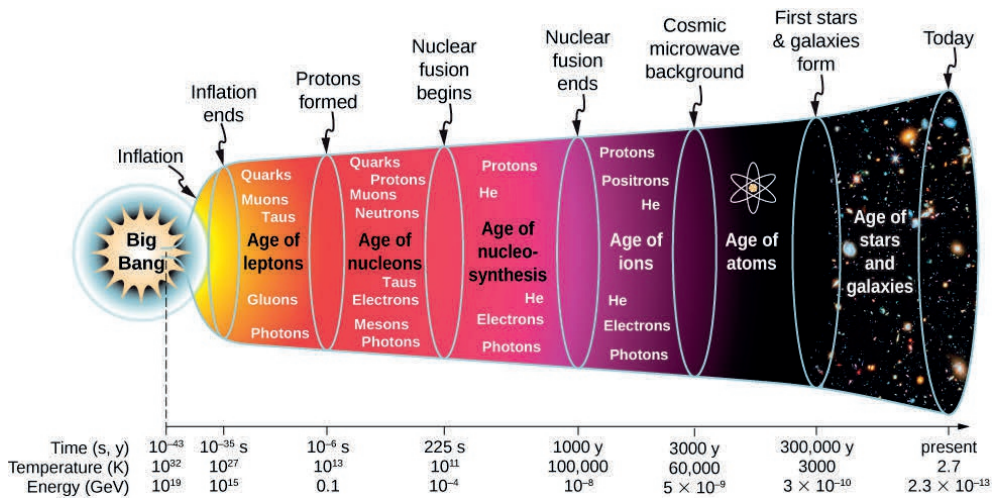 Inflation
Inflation
ends
Protons
formed
Nuclear
fusion
begins
Nuclear
fusion
ends
Cosmic
microwave
background
First stars
& galaxies
form
Today
Big
Bang
Quarks
Muons
Taus
Age of
leptons
Gluons
Photons
Quarks
Protons
Muons
Neutrons
Age of
nucleons
Taus
Electrons
Mesons
Photons
Protons
He
Age of
nucleo-
synthesis
He
Electrons
Photons
Protons
Positrons
He
Age of
ions
He
Electrons
Photons
Age of
atoms
Age of
stars
and
galaxies
Time (s, y) 10⁻⁴³ 10⁻³⁵ s 10⁻⁶ s 225 s 1000 y 3000 y 300,000 y present
Temperature (K) 10³² 10²⁷ 10¹³ 10¹¹ 100,000 60,000 3000 2.7
Energy (GeV) 10¹⁹ 10¹⁵ 0.1 10⁻⁴ 10⁻⁸ 5 × 10⁻⁹ 3 × 10⁻¹⁰ 2.3 × 10⁻¹³